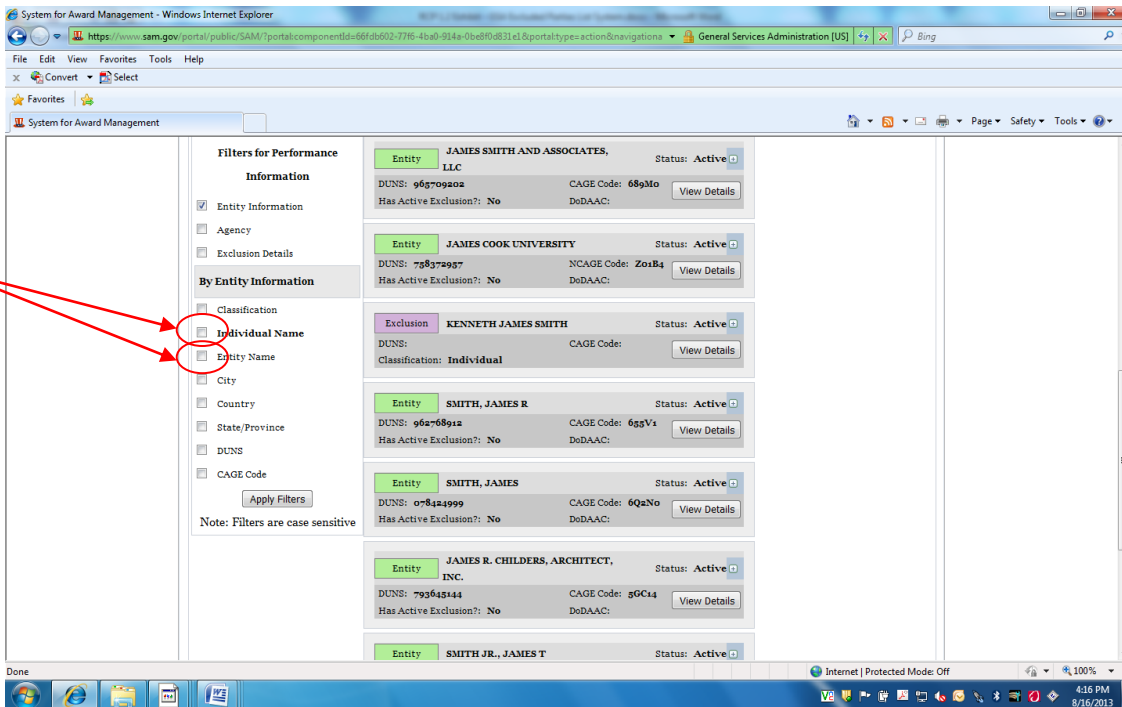 System for Award Management - Windows Internet Explorer
https://www.sam.gov/portal/public/SAM/?portal:componentId=66fdb602-77f6-4ba0-914a-0be8f0d831e1&portal:type=action&navigationa
General Services Administration [US]
Bing
File Edit View Favorites Tools Help
x Convert Select
Favorites
System for Award Management
Page Safety Tools
Filters for Performance
Information
Entity Information
Agency
Exclusion Details
By Entity Information
Classification
Individual Name
Entity Name
City
Country
State/Province
DUNS
CAGE Code
Apply Filters
Note: Filters are case sensitive
Entity JAMES SMITH AND ASSOCIATES, LLC Status: Active
DUNS: 965709202 CAGE Code: 689M0 View Details
Has Active Exclusion?: No DoDAAC:
Entity JAMES COOK UNIVERSITY Status: Active
DUNS: 758372957 NCAGE Code: Z01B4 View Details
Has Active Exclusion?: No DoDAAC:
Exclusion KENNETH JAMES SMITH Status: Active
DUNS: CAGE Code: View Details
Classification: Individual
Entity SMITH, JAMES R Status: Active
DUNS: 962768912 CAGE Code: 655V1 View Details
Has Active Exclusion?: No DoDAAC:
Entity SMITH, JAMES Status: Active
DUNS: 078424999 CAGE Code: 6Q2N0 View Details
Has Active Exclusion?: No DoDAAC:
Entity JAMES R. CHILDERS, ARCHITECT, INC. Status: Active
DUNS: 793645144 CAGE Code: 5GC14 View Details
Has Active Exclusion?: No DoDAAC:
Entity SMITH JR., JAMES T Status: Active
Done Internet | Protected Mode: Off 100%
4:16 PM
8/16/2013